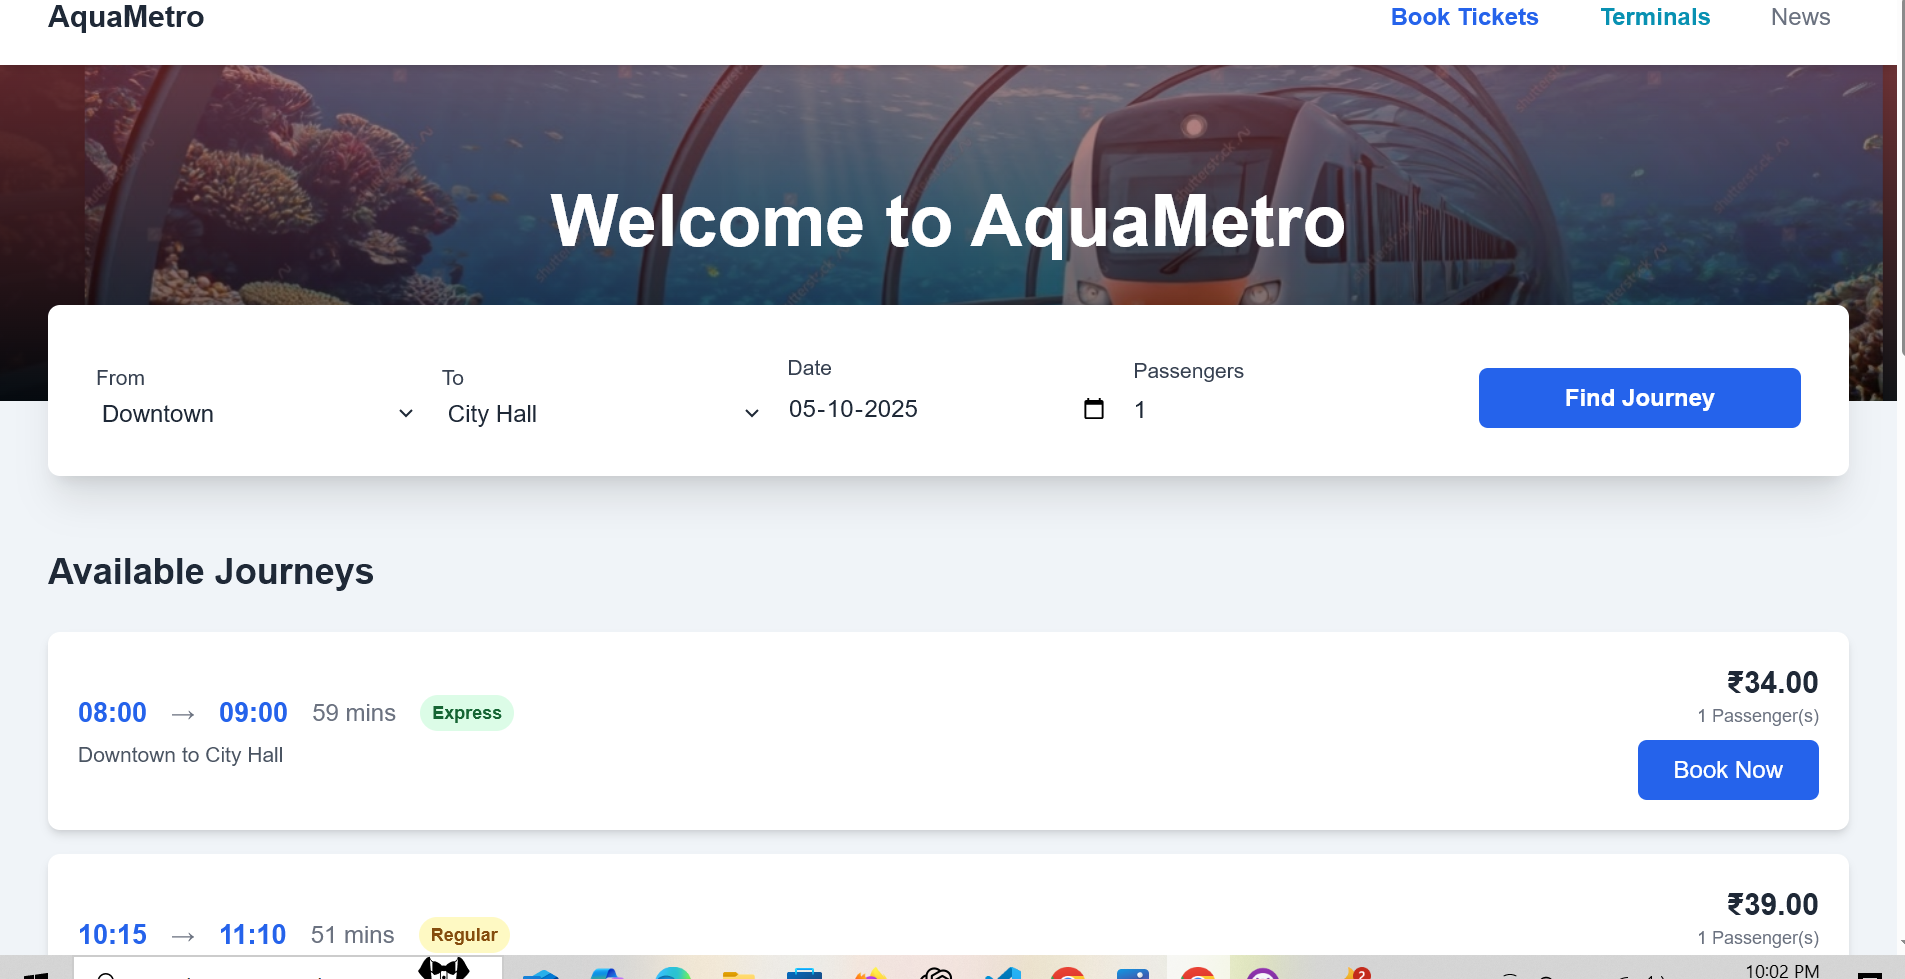 AquaMetro
Book Tickets
Terminals
News
Welcome to AquaMetro
From
Downtown
To
City Hall
Date
05-10-2025
Passengers
1
Find Journey
Available Journeys
08:00 → 09:00 59 mins Express
Downtown to City Hall
₹34.00
1 Passenger(s)
Book Now
10:15 → 11:10 51 mins Regular
₹39.00
1 Passenger(s)
2
10:02 PM